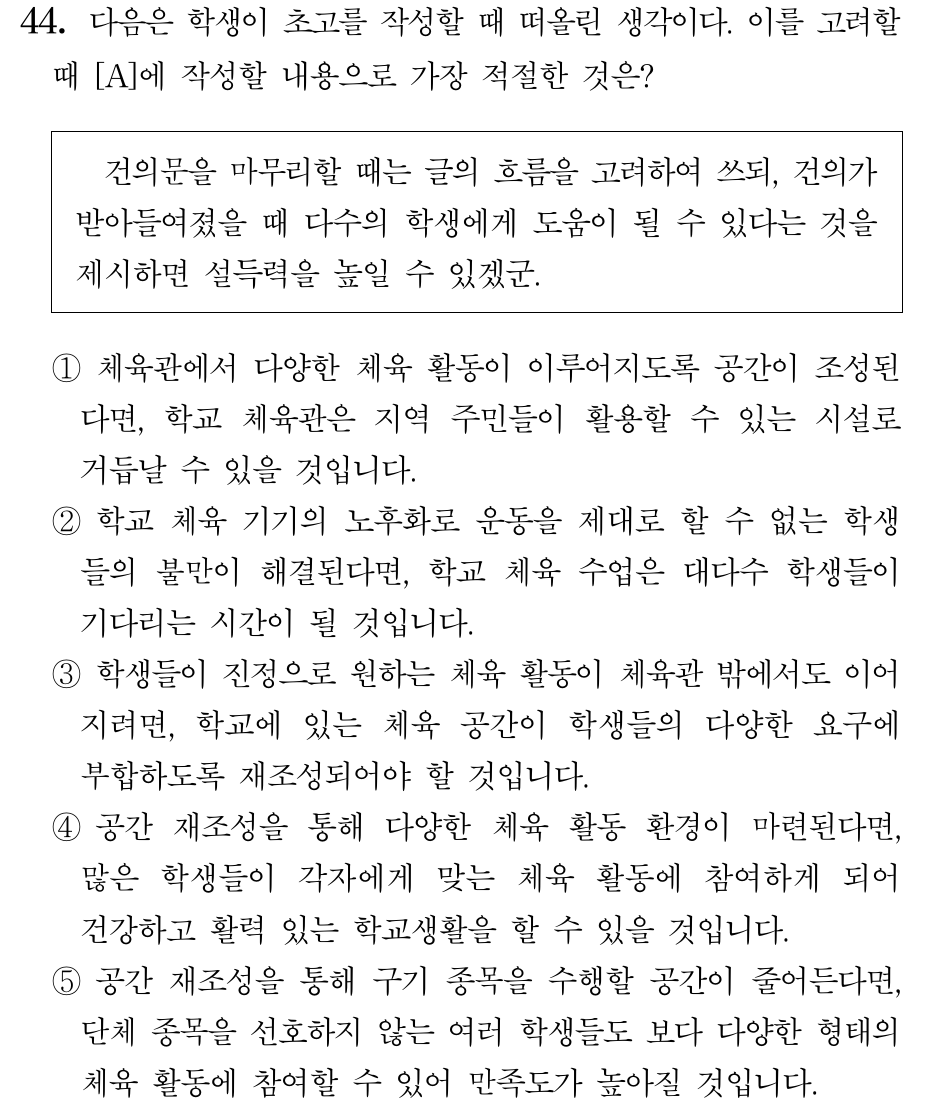 44. 다음은 학생이 초고를 작성할 때 떠올린 생각이다. 이를 고려할
때 [A]에 작성할 내용으로 가장 적절한 것은?
건의문을 마무리할 때는 글의 흐름을 고려하여 쓰되, 건의가
받아들여졌을 때 다수의 학생에게 도움이 될 수 있다는 것을
제시하면 설득력을 높일 수 있겠군.
① 체육관에서 다양한 체육 활동이 이루어지도록 공간이 조성된
다면, 학교 체육관은 지역 주민들이 활용할 수 있는 시설로
거듭날 수 있을 것입니다.
② 학교 체육 기기의 노후화로 운동을 제대로 할 수 없는 학생
들의 불만이 해결된다면, 학교 체육 수업은 대다수 학생들이
기다리는 시간이 될 것입니다.
③ 학생들이 진정으로 원하는 체육 활동이 체육관 밖에서도 이어
지려면, 학교에 있는 체육 공간이 학생들의 다양한 요구에
부합하도록 재조성되어야 할 것입니다.
④ 공간 재조성을 통해 다양한 체육 활동 환경이 마련된다면,
많은 학생들이 각자에게 맞는 체육 활동에 참여하게 되어
건강하고 활력 있는 학교생활을 할 수 있을 것입니다.
⑤ 공간 재조성을 통해 구기 종목을 수행할 공간이 줄어든다면,
단체 종목을 선호하지 않는 여러 학생들도 보다 다양한 형태의
체육 활동에 참여할 수 있어 만족도가 높아질 것입니다.